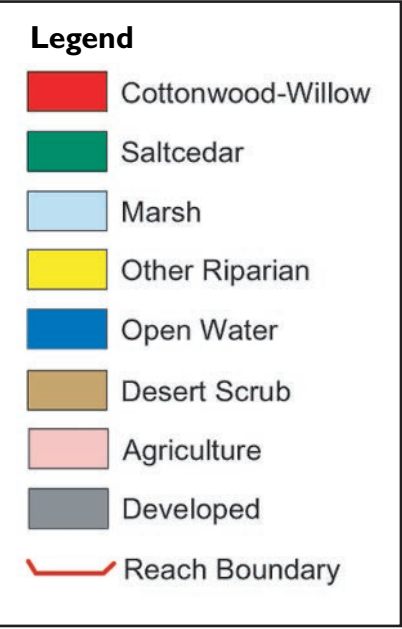 Legend
Cottonwood-Willow
Saltcedar
Marsh
Other Riparian
Open Water
Desert Scrub
Agriculture
Developed
Reach Boundary